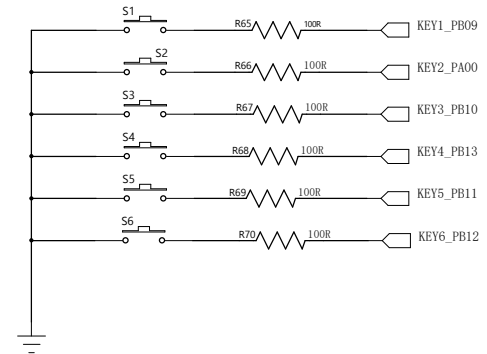 S1 R65 100R KEY1_PB09
S2 R66 100R KEY2_PA00
S3 R67 100R KEY3_PB10
S4 R68 100R KEY4_PB13
S5 R69 100R KEY5_PB11
S6 R70 100R KEY6_PB12